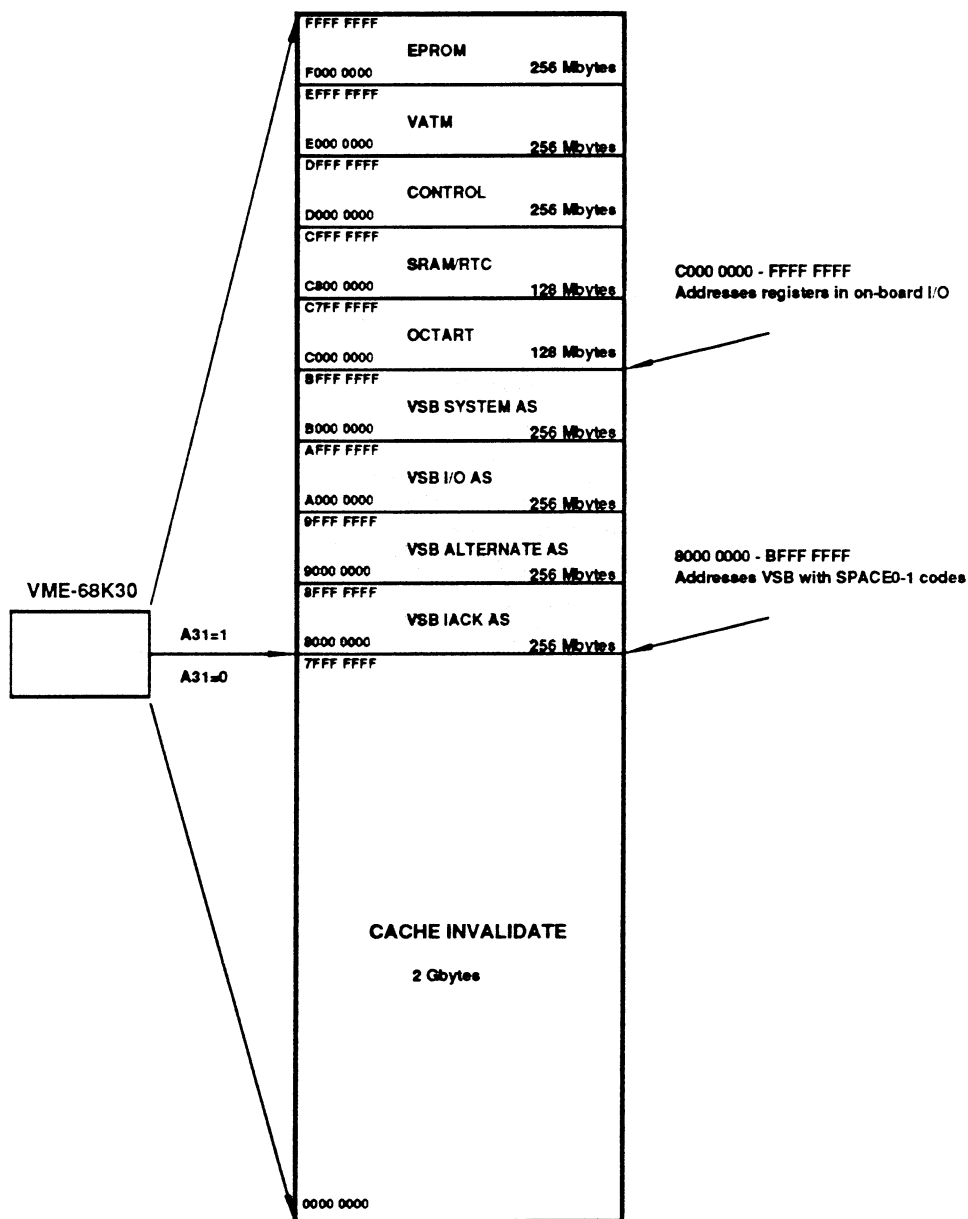 FFFF FFFF
EPROM
F000 0000
256 Mbytes
EFFF FFFF
VATM
E000 0000
256 Mbytes
DFFF FFFF
CONTROL
D000 0000
256 Mbytes
CFFF FFFF
SRAM/RTC
C800 0000
128 Mbytes
C7FF FFFF
OCTART
C000 0000
128 Mbytes
BFFF FFFF
VSB SYSTEM AS
B000 0000
256 Mbytes
AFFF FFFF
VSB I/O AS
A000 0000
256 Mbytes
9FFF FFFF
VSB ALTERNATE AS
9000 0000
256 Mbytes
8FFF FFFF
VSB IACK AS
8000 0000
256 Mbytes
7FFF FFFF
CACHE INVALIDATE
2 Gbytes
0000 0000
VME-68K30
A31=1
A31=0
C000 0000 - FFFF FFFF
Addresses registers in on-board I/O
8000 0000 - BFFF FFFF
Addresses VSB with SPACE0-1 codes